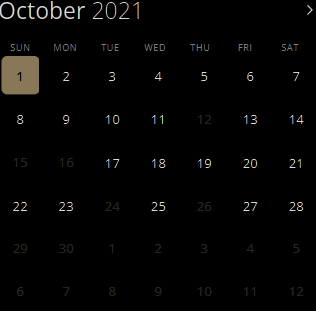 October 2021 >
SUN MON TUE WED THU FRI SAT
1 2 3 4 5 6 7
8 9 10 11 12 13 14
15 16 17 18 19 20 21
22 23 24 25 26 27 28
29 30 1 2 3 4 5
6 7 8 9 10 11 12